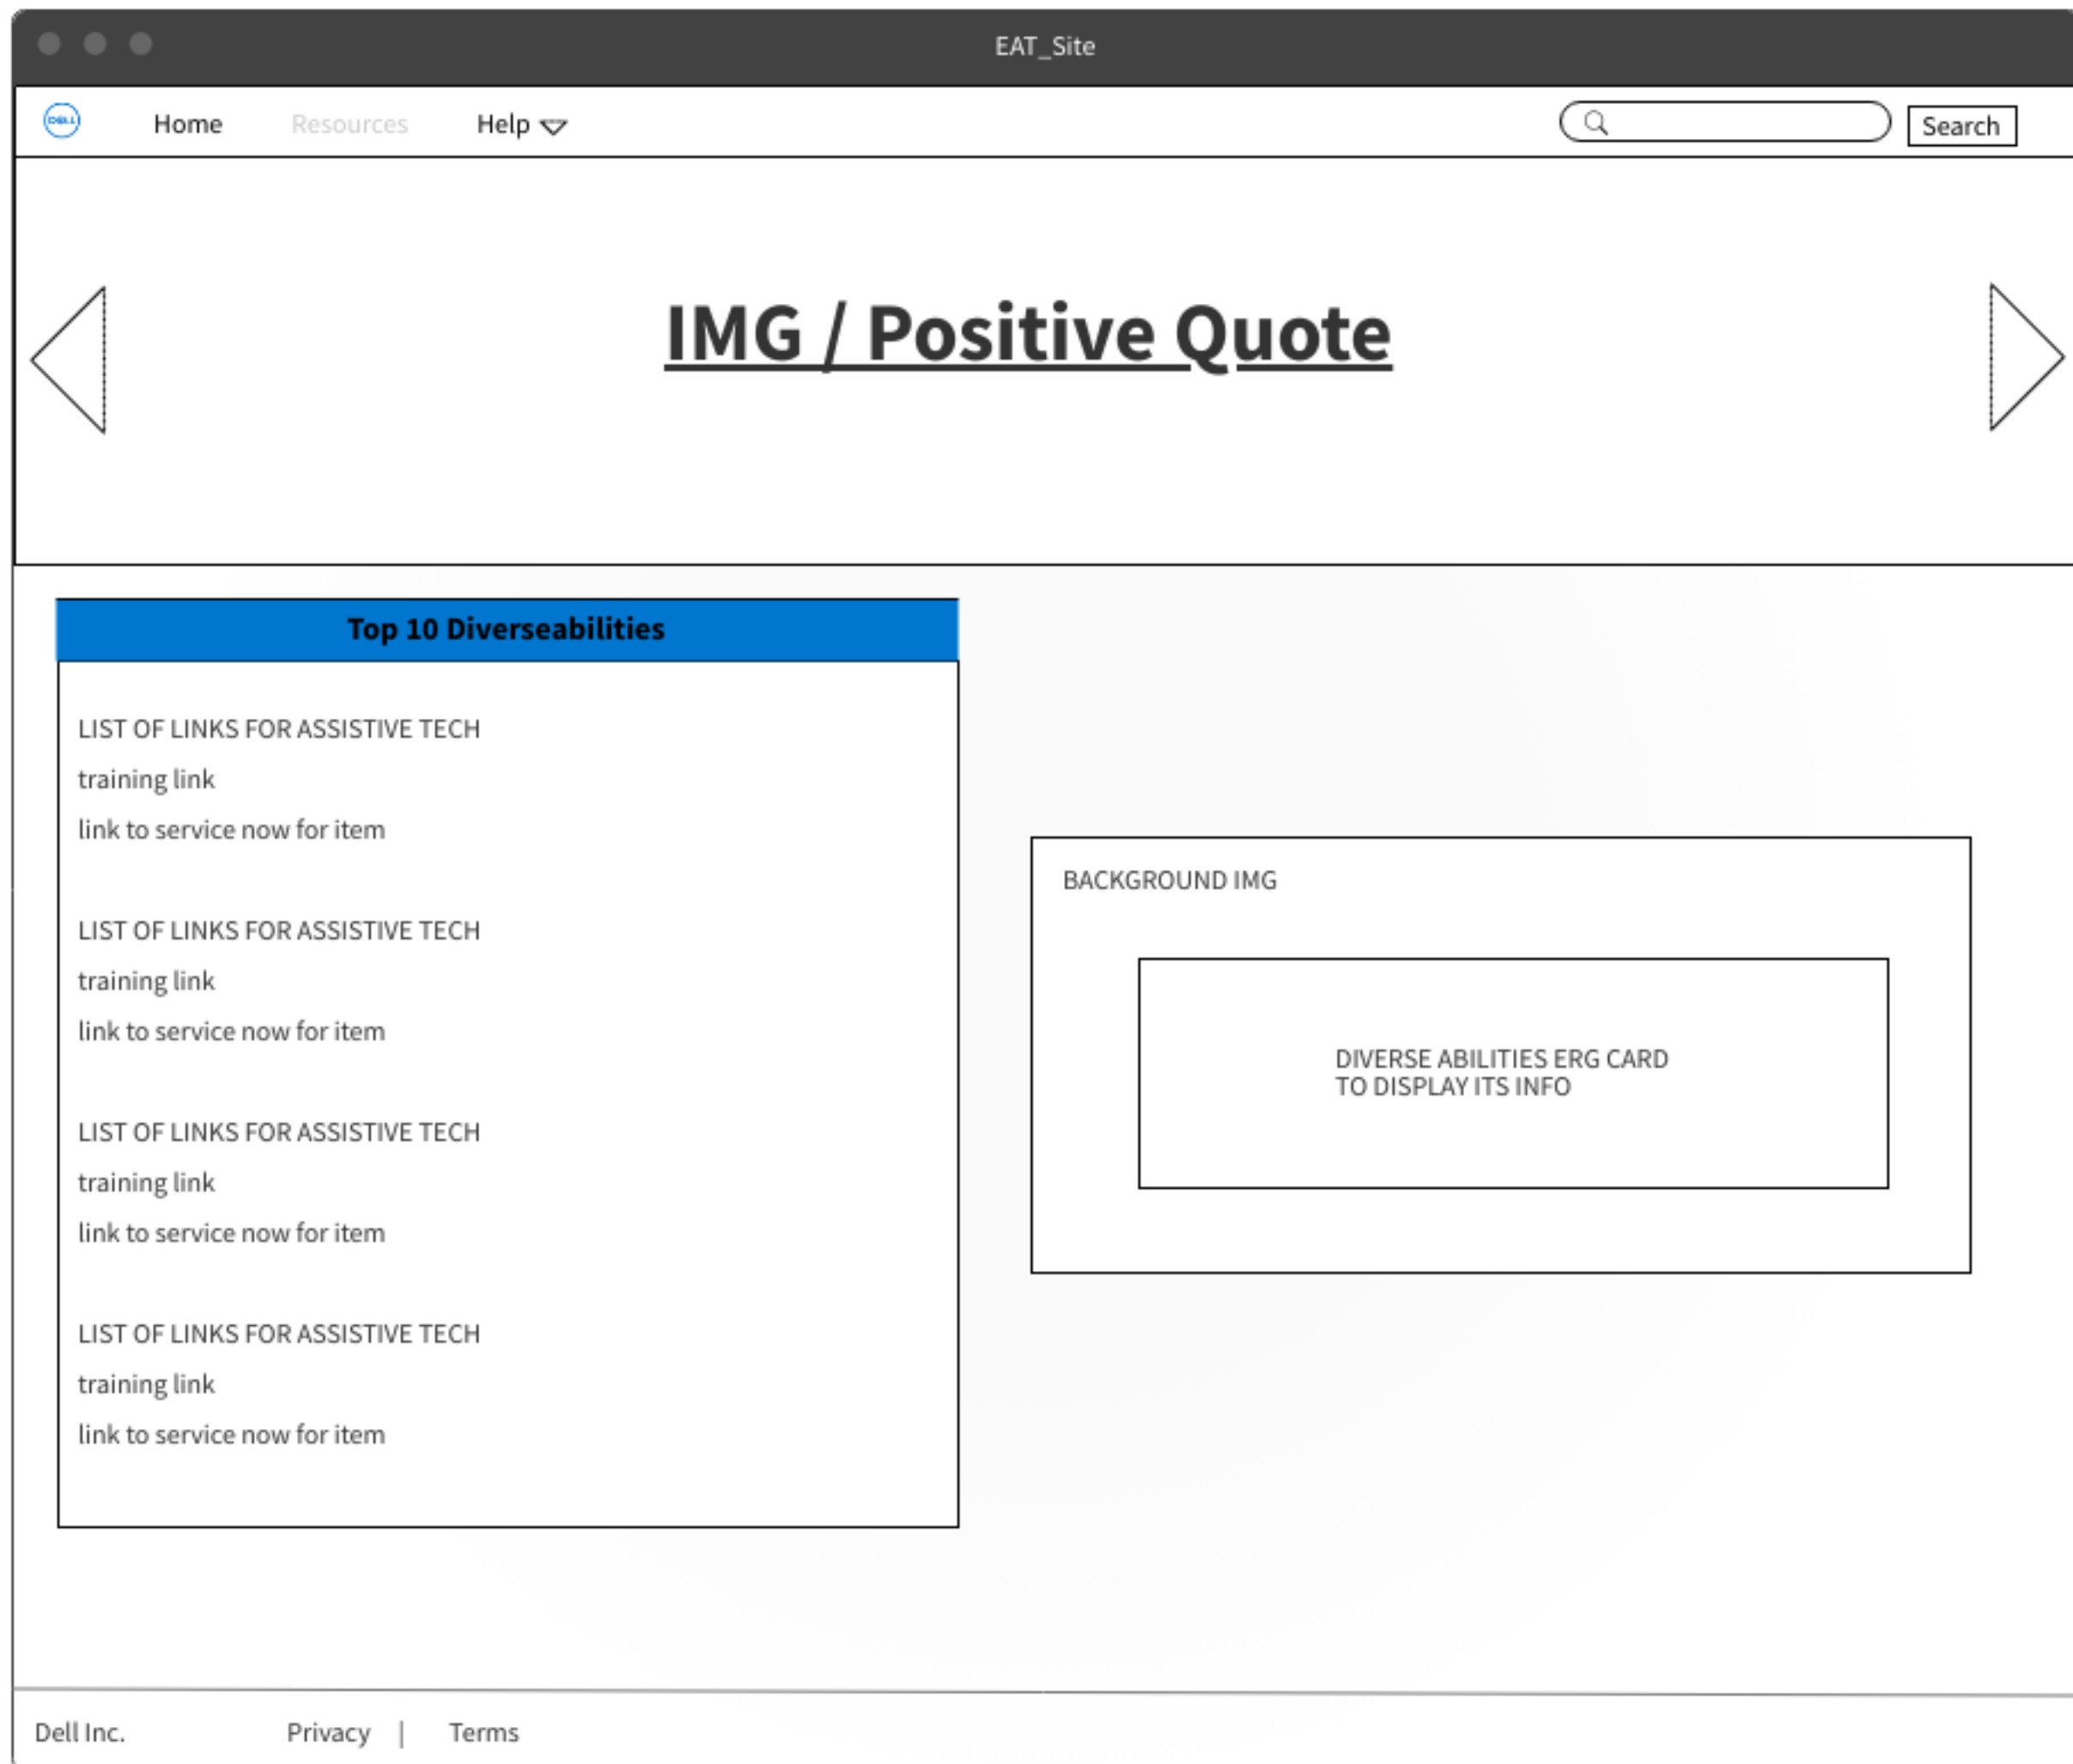 EAT_Site
DELL
Home
Resources
Help
Search
IMG / Positive Quote
Top 10 Diverseabilities
LIST OF LINKS FOR ASSISTIVE TECH
training link
link to service now for item
LIST OF LINKS FOR ASSISTIVE TECH
training link
link to service now for item
LIST OF LINKS FOR ASSISTIVE TECH
training link
link to service now for item
LIST OF LINKS FOR ASSISTIVE TECH
training link
link to service now for item
BACKGROUND IMG
DIVERSE ABILITIES ERG CARD
TO DISPLAY ITS INFO
Dell Inc.
Privacy |
Terms